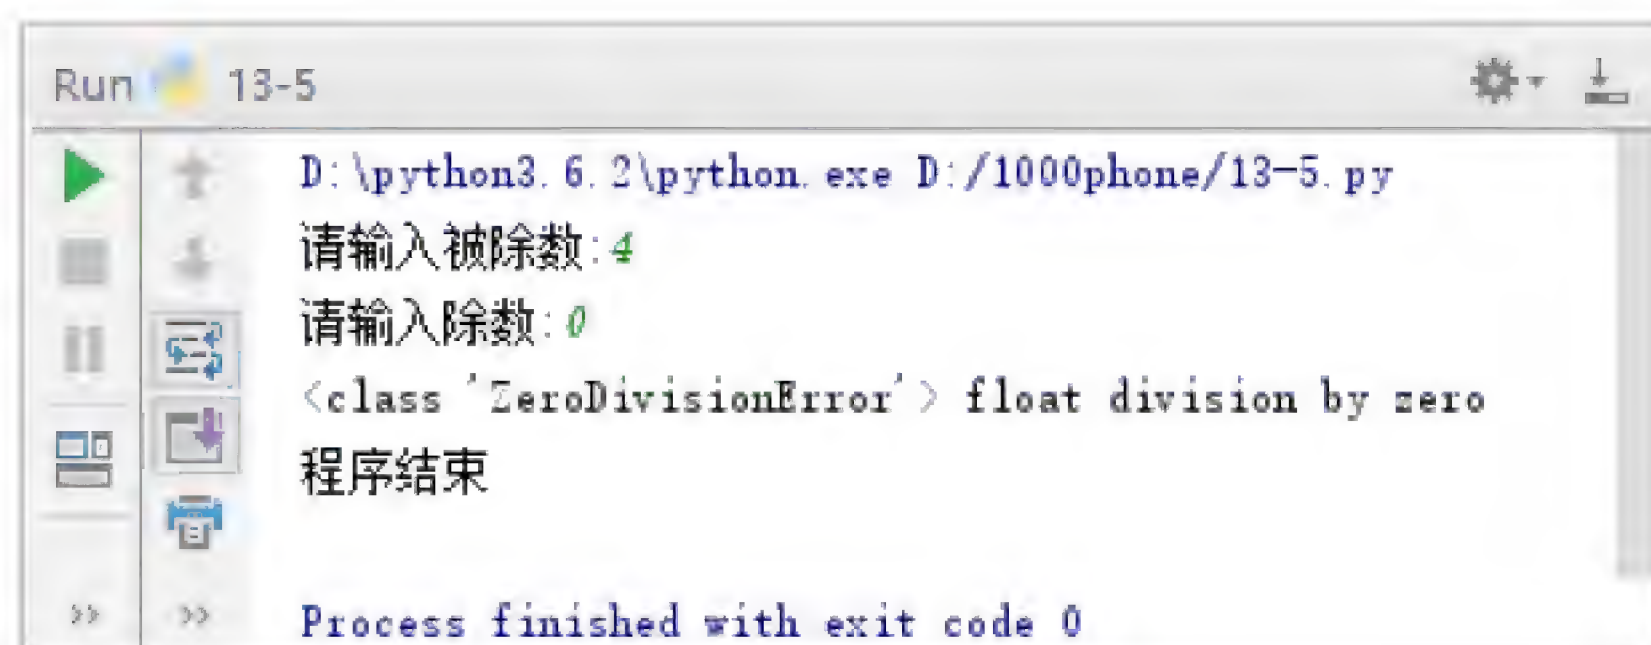 Run 13-5
D:\python3.6.2\python.exe D:/1000phone/13-5.py
请输入被除数:4
请输入除数:0
<class 'ZeroDivisionError'> float division by zero
程序结束
Process finished with exit code 0